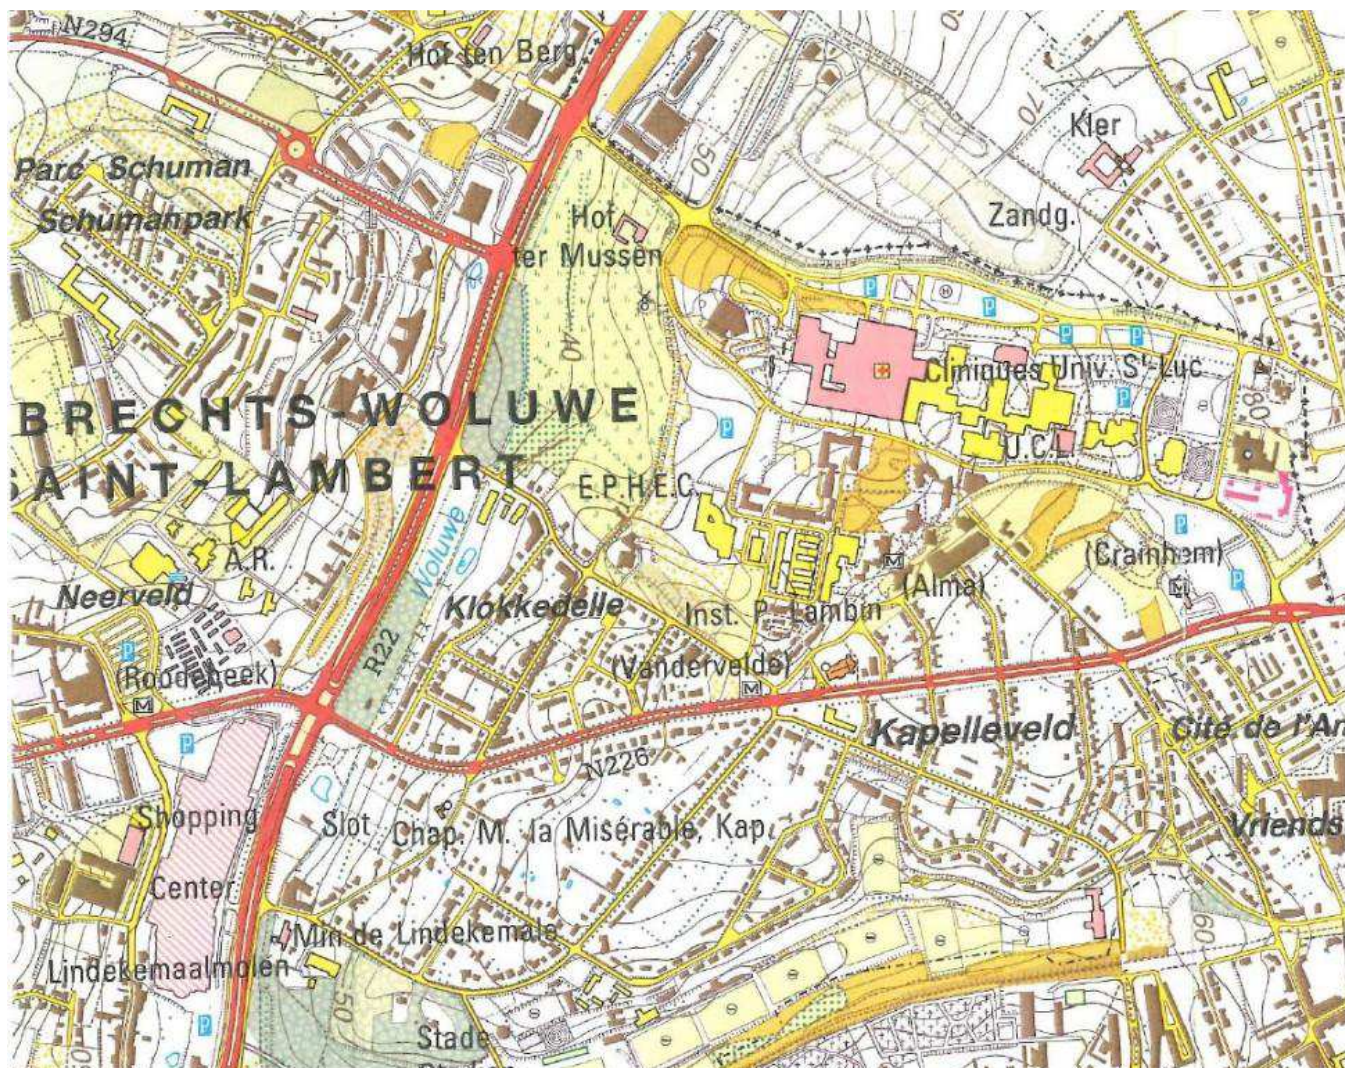 N294
Hof ten Berg
50
70
Kler
Parc Schuman
Schumanpark
Hof
ter Mussen
Zandg.
P
H
P
P
P
40
Cliniques Univ. St-Luc
P
80
BRECHTS-WOLUWE
SAINT-LAMBERT
P
U.C.L.
E.P.H.E.C.
Woluwe
P
A.R.
M
(Alma)
(Crainhem)
M
P
Neerveld
Klokkedelle
Inst. P. Lambin
R22
P
(Roodebeek)
M
(Vandervelde)
M
P
Kapelleveld
Cité de l'An
N226
Shopping
Center
Slot
Chap. M. la Misérable, Kap.
Vriends
60
Min de Lindekemale
Lindekemaalmolen
P
50
Stade